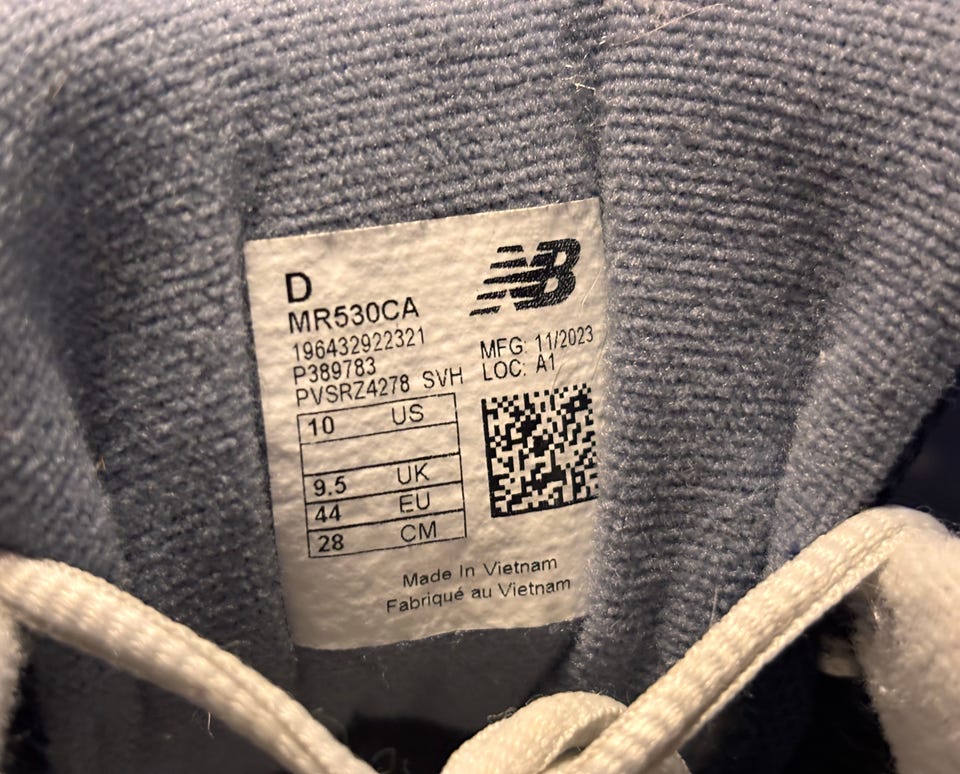 D
NB
MR530CA
196432922321
P389783
PVSRZ4278 SVH
MFG: 11/2023
LOC: A1
10 US
9.5 UK
44 EU
28 CM
Made In Vietnam
Fabriqué au Vietnam